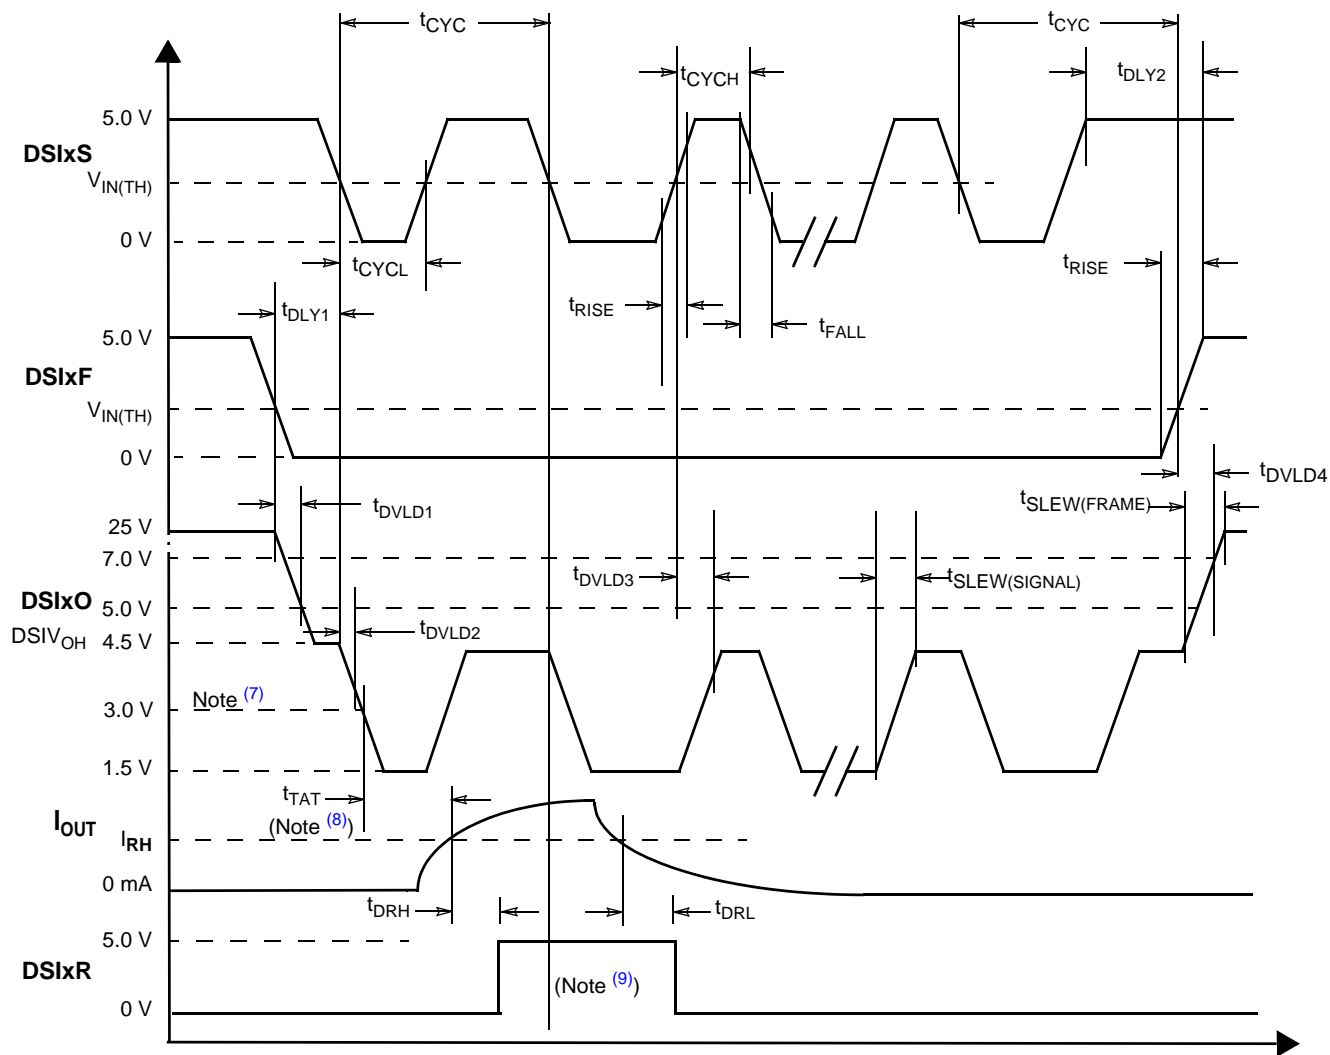 tCYC
tCYC
tCYCH
tDLY2
5.0 V
DSIxS
VIN(TH)
0 V
tCYCL
tRISE
tDLY1
tRISE
tFALL
5.0 V
DSIxF
VIN(TH)
0 V
tDVLD4
tSLEW(FRAME)
tDVLD1
25 V
7.0 V
tDVLD3
tSLEW(SIGNAL)
DSIxO
5.0 V
tDVLD2
DSIVOH
4.5 V
Note (7)
3.0 V
1.5 V
tTAT
(Note (8))
IOUT
IRH
0 mA
tDRH
tDRL
5.0 V
DSIxR
(Note (9))
0 V